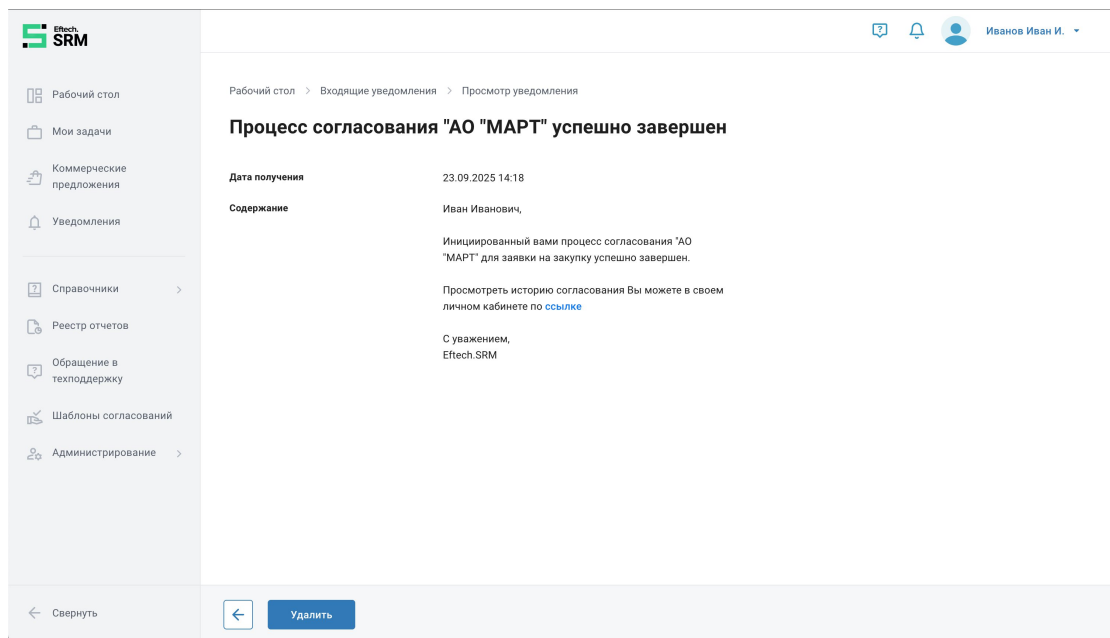 Eftech.
SRM
Иванов Иван И.
Рабочий стол
Мои задачи
Коммерческие
предложения
Уведомления
Справочники
Реестр отчетов
Обращение в
техподдержку
Шаблоны согласований
Администрирование
Свернуть
Рабочий стол > Входящие уведомления > Просмотр уведомления
Процесс согласования "АО "МАРТ" успешно завершен
Дата получения 23.09.2025 14:18
Содержание Иван Иванович,
Инициированный вами процесс согласования "АО
"МАРТ" для заявки на закупку успешно завершен.
Просмотреть историю согласования Вы можете в своем
личном кабинете по ссылке
С уважением,
Eftech.SRM
Удалить